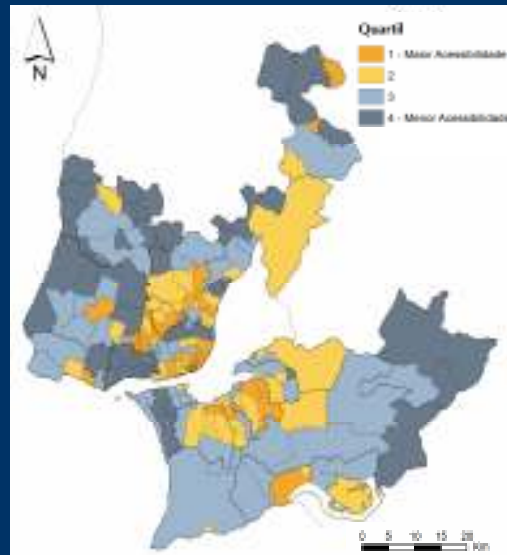 Quartil
1 - Maior Acessibilidade
2
3
4 - Menor Acessibilidade
N
0 5 10 15 20
Km